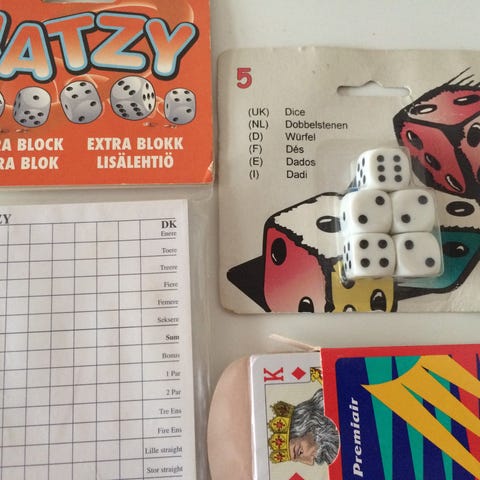 ATZY
RA BLOCK EXTRA BLOKK
RA BLOK LISÄLEHTIÖ
5
(UK) Dice
(NL) Dobbelstenen
(D) Würfel
(F) Dés
(E) Dados
(I) Dadi
ZY DK
Enere
Toere
Treere
Fiere
Femere
Seksere
Sum
Bonus
1 Par
2 Par
Tre Ens
Fire Ens
Lille straight
Stor straight
K
Premiair